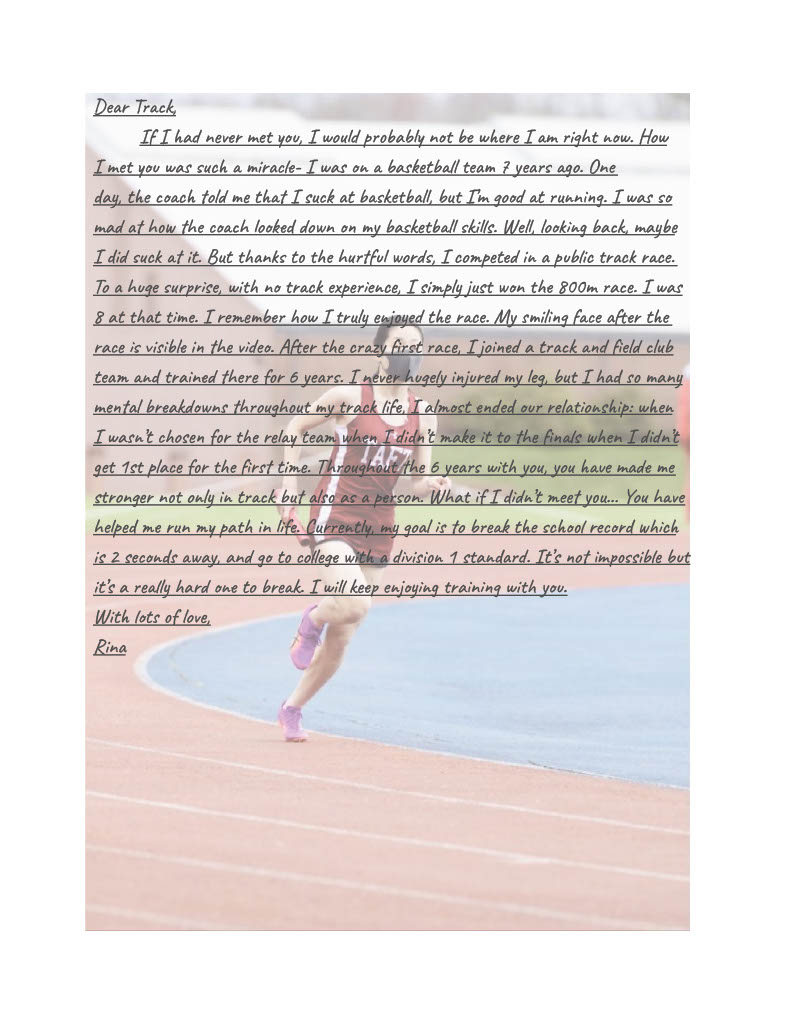 Dear Track,
If I had never met you, I would probably not be where I am right now. How
I met you was such a miracle- I was on a basketball team 7 years ago. One
day, the coach told me that I suck at basketball, but I'm good at running. I was so
mad at how the coach looked down on my basketball skills. Well, looking back, maybe
I did suck at it. But thanks to the hurtful words, I competed in a public track race.
To a huge surprise, with no track experience, I simply just won the 800m race. I was
8 at that time. I remember how I truly enjoyed the race. My smiling face after the
race is visible in the video. After the crazy first race, I joined a track and field club
team and trained there for 6 years. I never hugely injured my leg, but I had so many
mental breakdowns throughout my track life, I almost ended our relationship: when
I wasn't chosen for the relay team when I didn't make it to the finals when I didn't
get 1st place for the first time. Throughout the 6 years with you, you have made me
stronger not only in track but also as a person. What if I didn't meet you... You have
helped me run my path in life. Currently, my goal is to break the school record which
is 2 seconds away, and go to college with a division 1 standard. It's not impossible but
it's a really hard one to break. I will keep enjoying training with you.
With lots of love,
Rina
TAFT